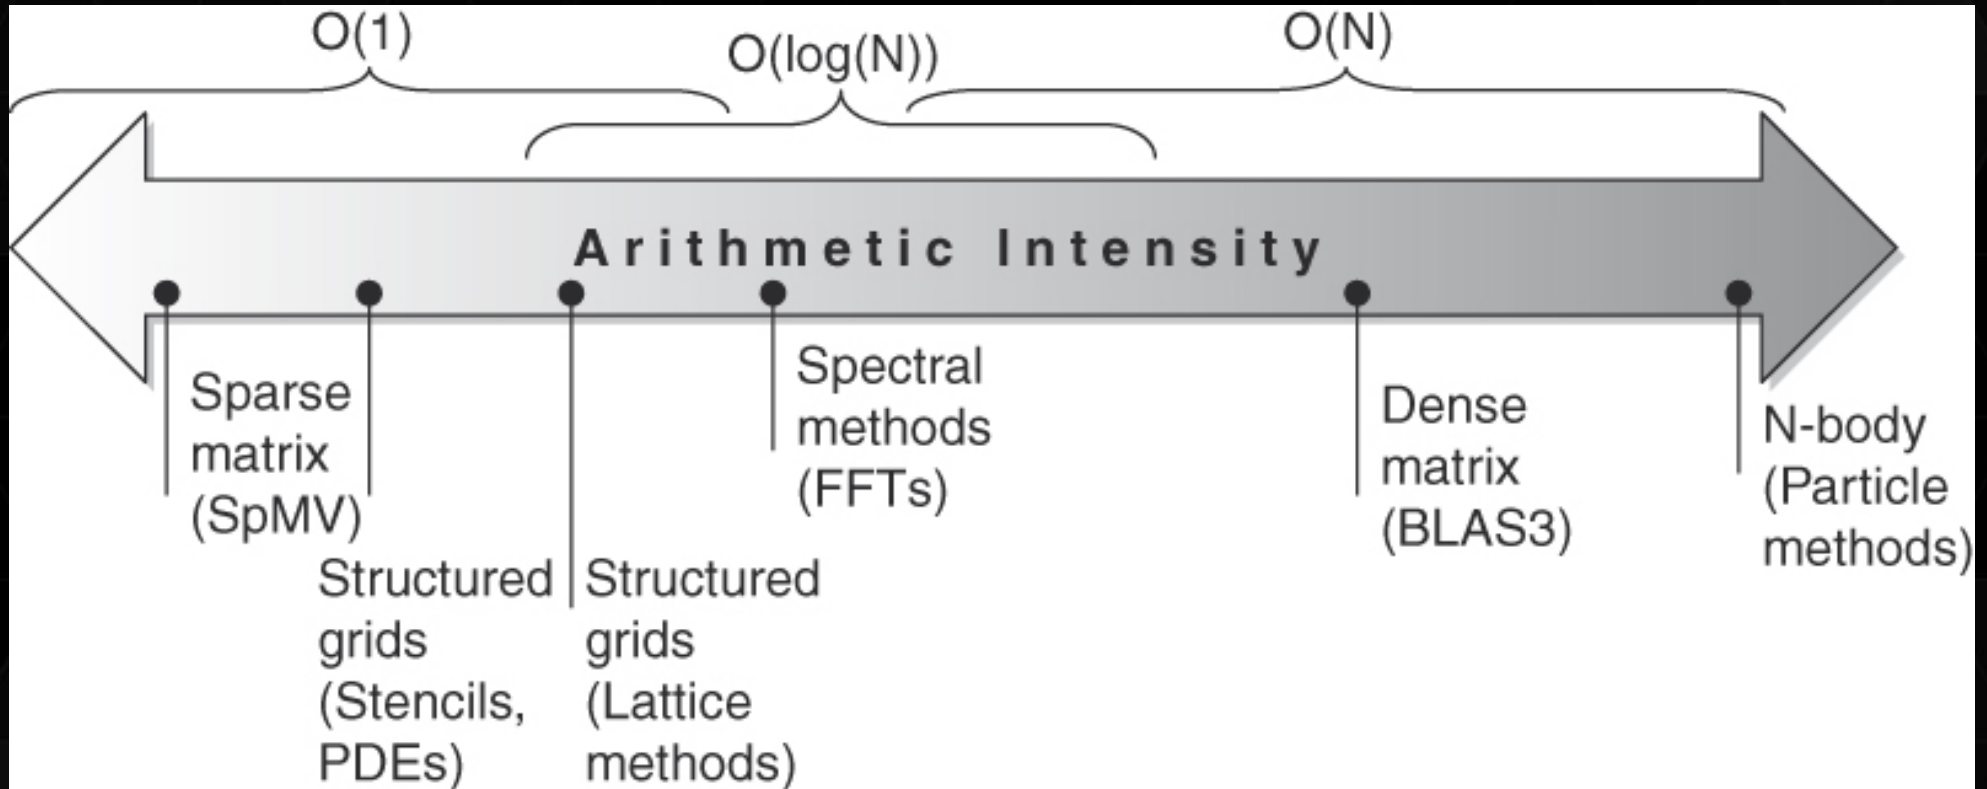 O(1)
O(log(N))
O(N)
Arithmetic Intensity
Sparse
matrix
(SpMV)
Structured
grids
(Stencils,
PDEs)
Structured
grids
(Lattice
methods)
Spectral
methods
(FFTs)
Dense
matrix
(BLAS3)
N-body
(Particle
methods)